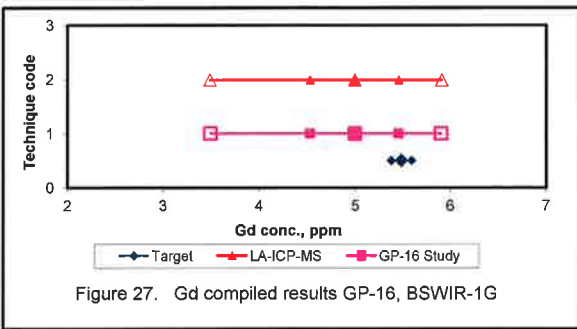 3
2
1
0
Technique code
2 3 4 5 6 7
Gd conc., ppm
Target LA-ICP-MS GP-16 Study
Figure 27. Gd compiled results GP-16, BSWIR-1G